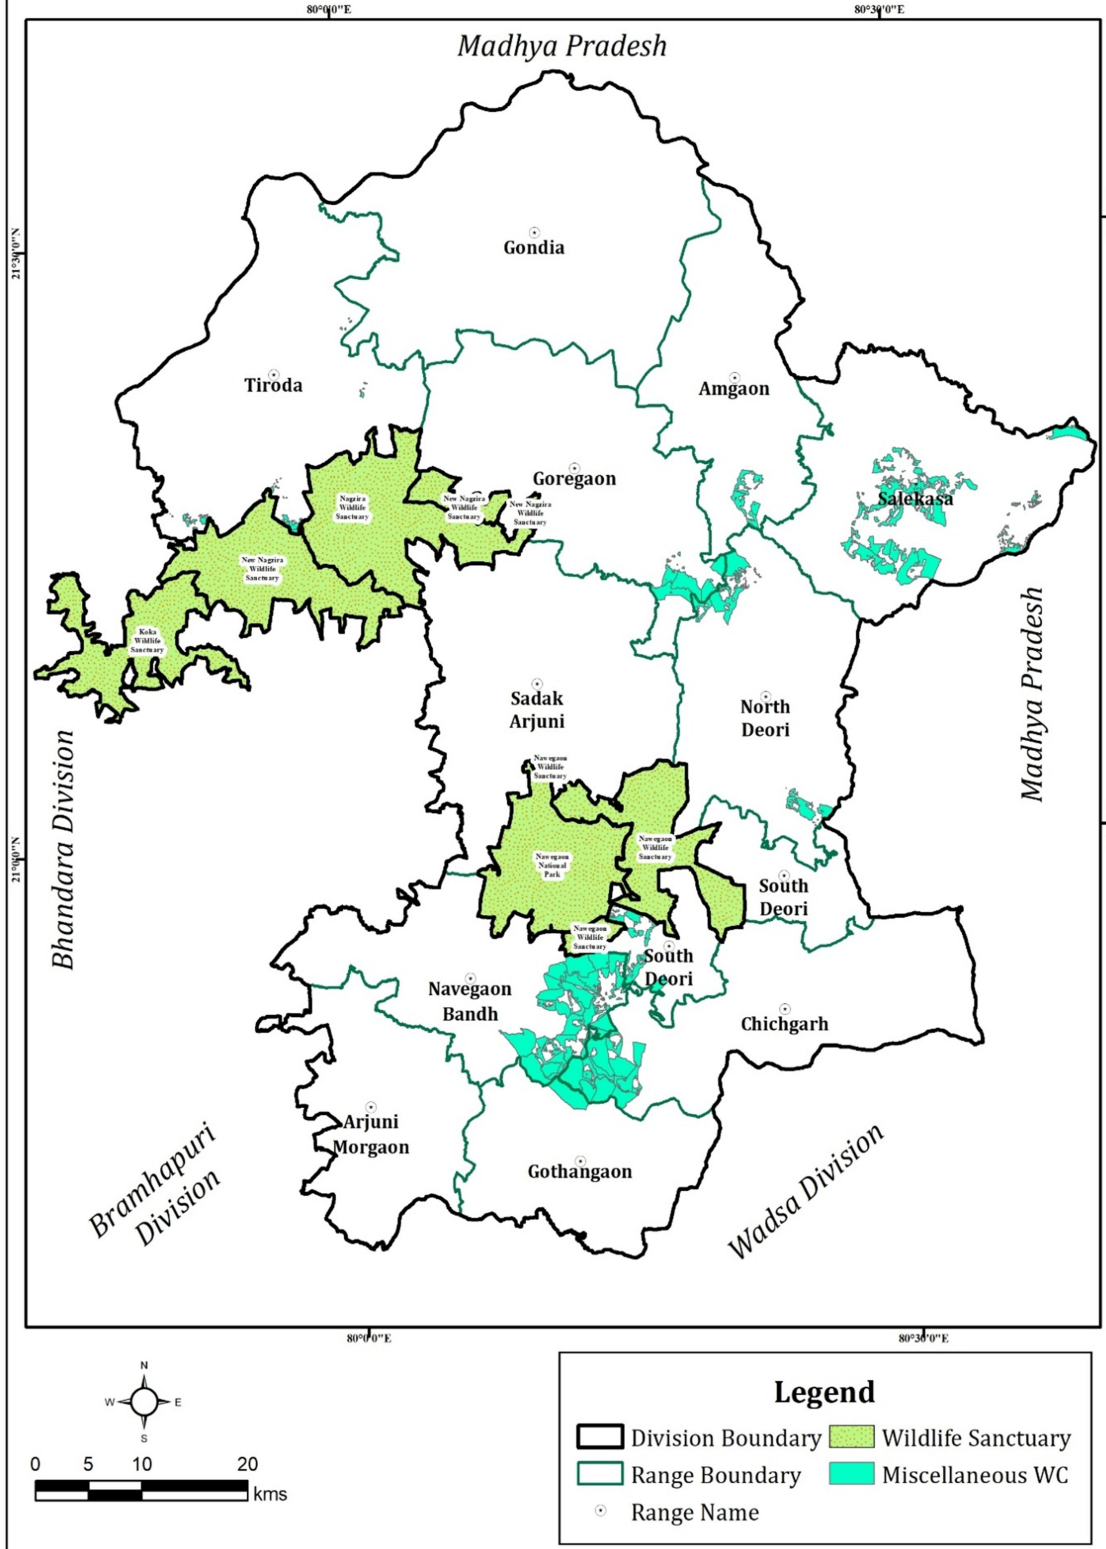 80°0'0"E
80°30'0"E
Madhya Pradesh
21°30'0"N
Gondia
Tiroda
Amgaon
Goregaon
Salekasa
Nagzira
Wildlife
Sanctuary
New Nagzira
Wildlife
Sanctuary
New Nagzira
Wildlife
Sanctuary
New Nagzira
Wildlife
Sanctuary
Koka
Wildlife
Sanctuary
Madhya Pradesh
Sadak
Arjuni
North
Deori
Bhandara Division
Nawegaon
Wildlife
Sanctuary
21°0'0"N
Nawegaon
Wildlife
Sanctuary
Nawegaon
National
Park
South
Deori
Nawegaon
Wildlife
Sanctuary
South
Deori
Navegaon
Bandh
Chichgarh
Arjuni
Morgaon
Gothangaon
Bramhapuri
Division
Wadsa Division
80°0'0"E
80°30'0"E
N
W
E
S
0 5 10 20
kms
Legend
Division Boundary
Wildlife Sanctuary
Range Boundary
Miscellaneous WC
Range Name